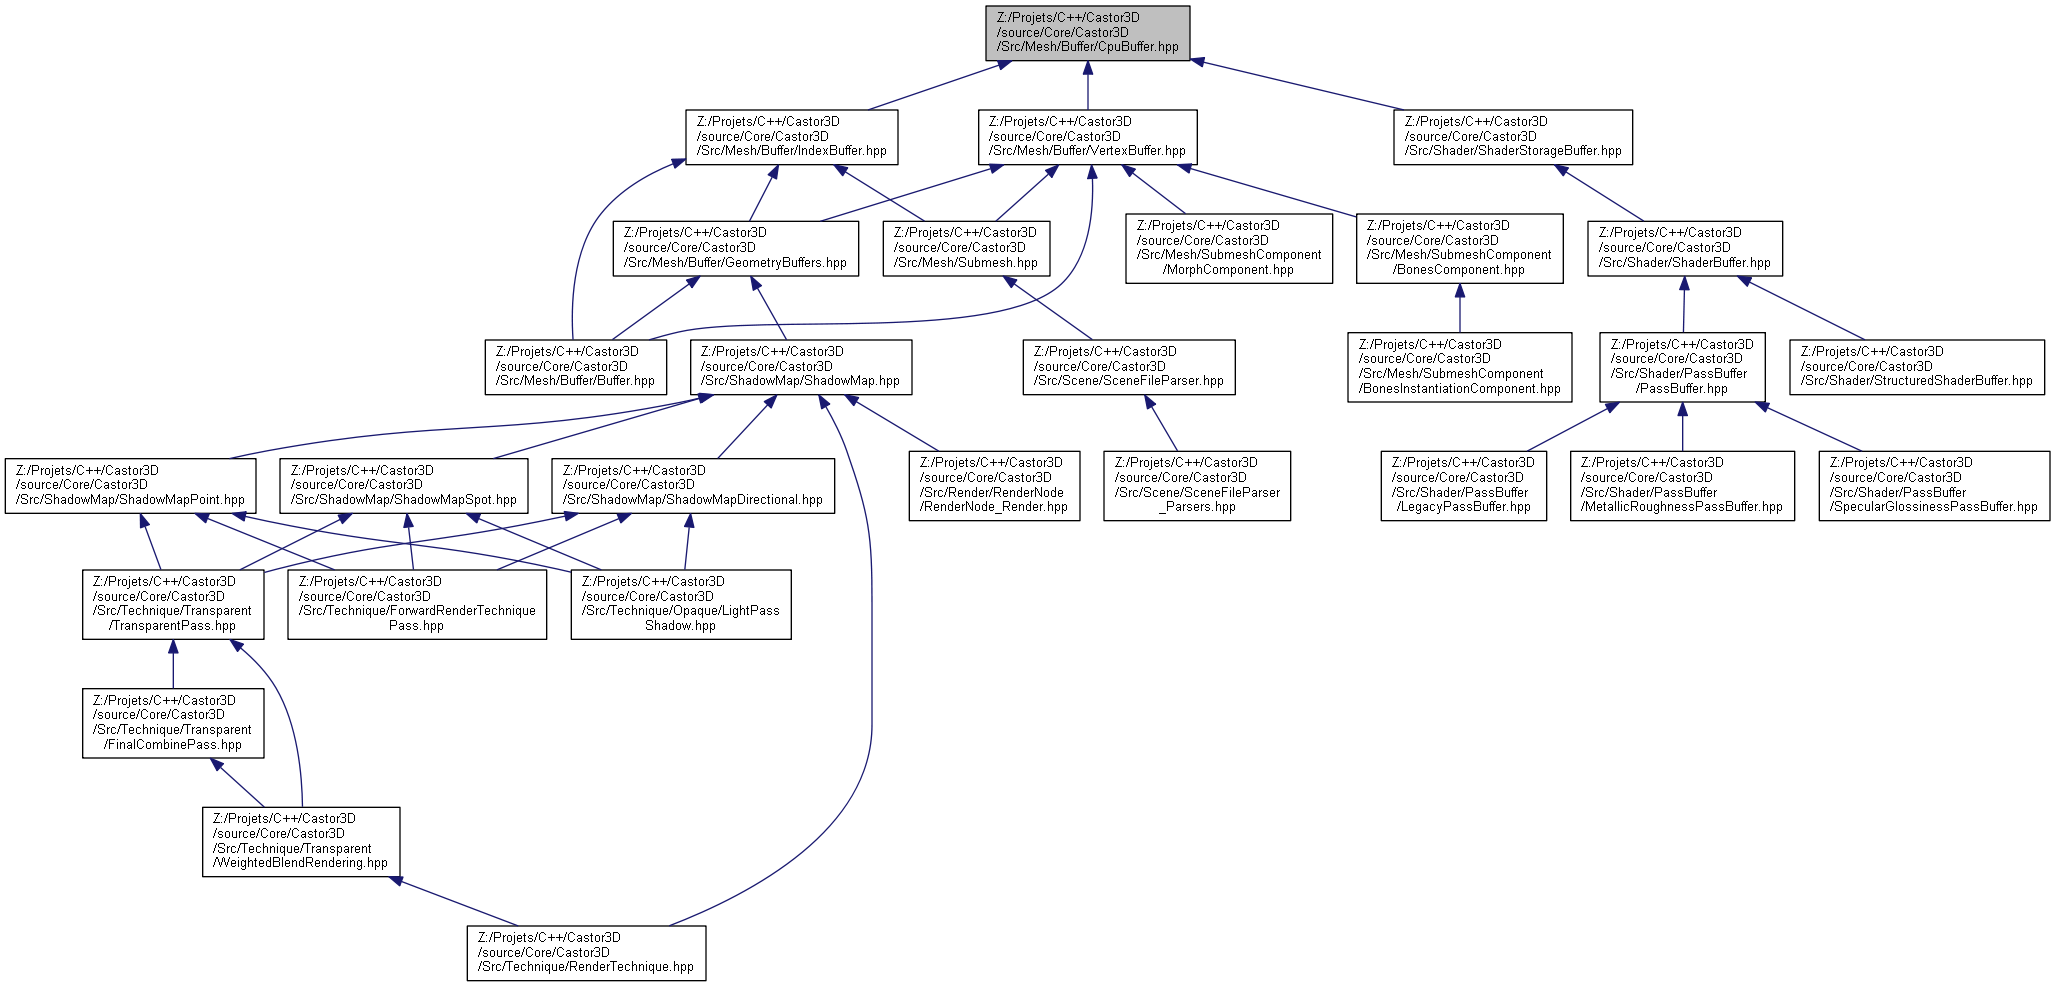 Z:/Projets/C++/Castor3D
/source/Core/Castor3D
/Src/Mesh/Buffer/CpuBuffer.hpp
Z:/Projets/C++/Castor3D
/source/Core/Castor3D
/Src/Mesh/Buffer/IndexBuffer.hpp
Z:/Projets/C++/Castor3D
/source/Core/Castor3D
/Src/Mesh/Buffer/VertexBuffer.hpp
Z:/Projets/C++/Castor3D
/source/Core/Castor3D
/Src/Shader/ShaderStorageBuffer.hpp
Z:/Projets/C++/Castor3D
/source/Core/Castor3D
/Src/Mesh/Buffer/GeometryBuffers.hpp
Z:/Projets/C++/Castor3D
/source/Core/Castor3D
/Src/Mesh/Submesh.hpp
Z:/Projets/C++/Castor3D
/source/Core/Castor3D
/Src/Mesh/SubmeshComponent
/MorphComponent.hpp
Z:/Projets/C++/Castor3D
/source/Core/Castor3D
/Src/Mesh/SubmeshComponent
/BonesComponent.hpp
Z:/Projets/C++/Castor3D
/source/Core/Castor3D
/Src/Shader/ShaderBuffer.hpp
Z:/Projets/C++/Castor3D
/source/Core/Castor3D
/Src/Mesh/Buffer/Buffer.hpp
Z:/Projets/C++/Castor3D
/source/Core/Castor3D
/Src/ShadowMap/ShadowMap.hpp
Z:/Projets/C++/Castor3D
/source/Core/Castor3D
/Src/Scene/SceneFileParser.hpp
Z:/Projets/C++/Castor3D
/source/Core/Castor3D
/Src/Mesh/SubmeshComponent
/BonesInstantiationComponent.hpp
Z:/Projets/C++/Castor3D
/source/Core/Castor3D
/Src/Shader/PassBuffer
/PassBuffer.hpp
Z:/Projets/C++/Castor3D
/source/Core/Castor3D
/Src/Shader/StructuredShaderBuffer.hpp
Z:/Projets/C++/Castor3D
/source/Core/Castor3D
/Src/ShadowMap/ShadowMapPoint.hpp
Z:/Projets/C++/Castor3D
/source/Core/Castor3D
/Src/ShadowMap/ShadowMapSpot.hpp
Z:/Projets/C++/Castor3D
/source/Core/Castor3D
/Src/ShadowMap/ShadowMapDirectional.hpp
Z:/Projets/C++/Castor3D
/source/Core/Castor3D
/Src/Render/RenderNode
/RenderNode_Render.hpp
Z:/Projets/C++/Castor3D
/source/Core/Castor3D
/Src/Scene/SceneFileParser
_Parsers.hpp
Z:/Projets/C++/Castor3D
/source/Core/Castor3D
/Src/Shader/PassBuffer
/LegacyPassBuffer.hpp
Z:/Projets/C++/Castor3D
/source/Core/Castor3D
/Src/Shader/PassBuffer
/MetallicRoughnessPassBuffer.hpp
Z:/Projets/C++/Castor3D
/source/Core/Castor3D
/Src/Shader/PassBuffer
/SpecularGlossinessPassBuffer.hpp
Z:/Projets/C++/Castor3D
/source/Core/Castor3D
/Src/Technique/Transparent
/TransparentPass.hpp
Z:/Projets/C++/Castor3D
/source/Core/Castor3D
/Src/Technique/ForwardRenderTechnique
Pass.hpp
Z:/Projets/C++/Castor3D
/source/Core/Castor3D
/Src/Technique/Opaque/LightPass
Shadow.hpp
Z:/Projets/C++/Castor3D
/source/Core/Castor3D
/Src/Technique/Transparent
/FinalCombinePass.hpp
Z:/Projets/C++/Castor3D
/source/Core/Castor3D
/Src/Technique/Transparent
/WeightedBlendRendering.hpp
Z:/Projets/C++/Castor3D
/source/Core/Castor3D
/Src/Technique/RenderTechnique.hpp